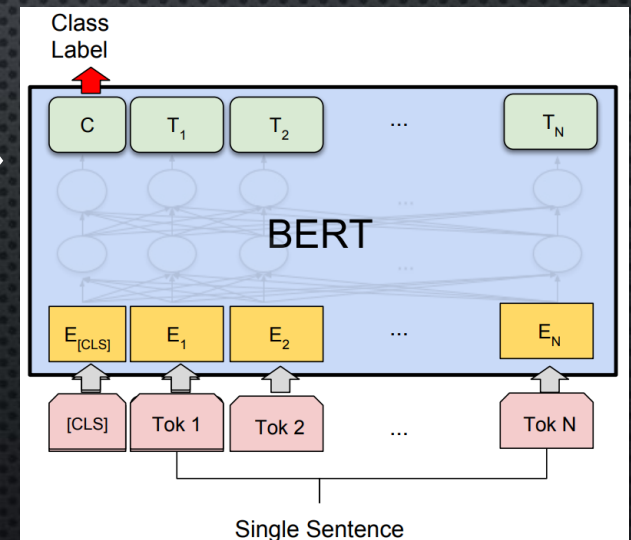 Class
Label
C T1 T2 ... TN
BERT
E[CLS] E1 E2 ... EN
[CLS] Tok 1 Tok 2 ... Tok N
Single Sentence